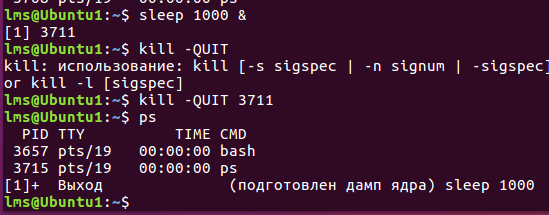 lms@Ubuntu1:~$ sleep 1000 &
[1] 3711
lms@Ubuntu1:~$ kill -QUIT
kill: использование: kill [-s sigspec | -n signum | -sigspec]
or kill -l [sigspec]
lms@Ubuntu1:~$ kill -QUIT 3711
lms@Ubuntu1:~$ ps
  PID TTY          TIME CMD
 3657 pts/19   00:00:00 bash
 3715 pts/19   00:00:00 ps
[1]+  Выход              (подготовлен дамп ядра) sleep 1000
lms@Ubuntu1:~$